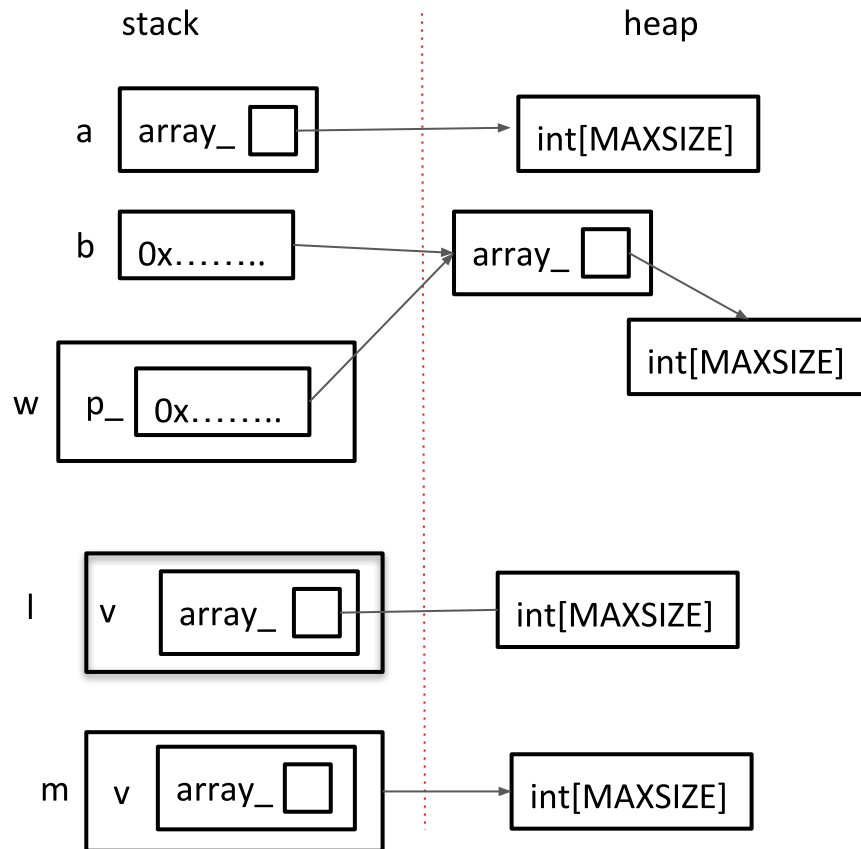 stack heap
a array_ int[MAXSIZE]
b 0x........ array_
int[MAXSIZE]
w p_ 0x........
l v array_ int[MAXSIZE]
m v array_ int[MAXSIZE]